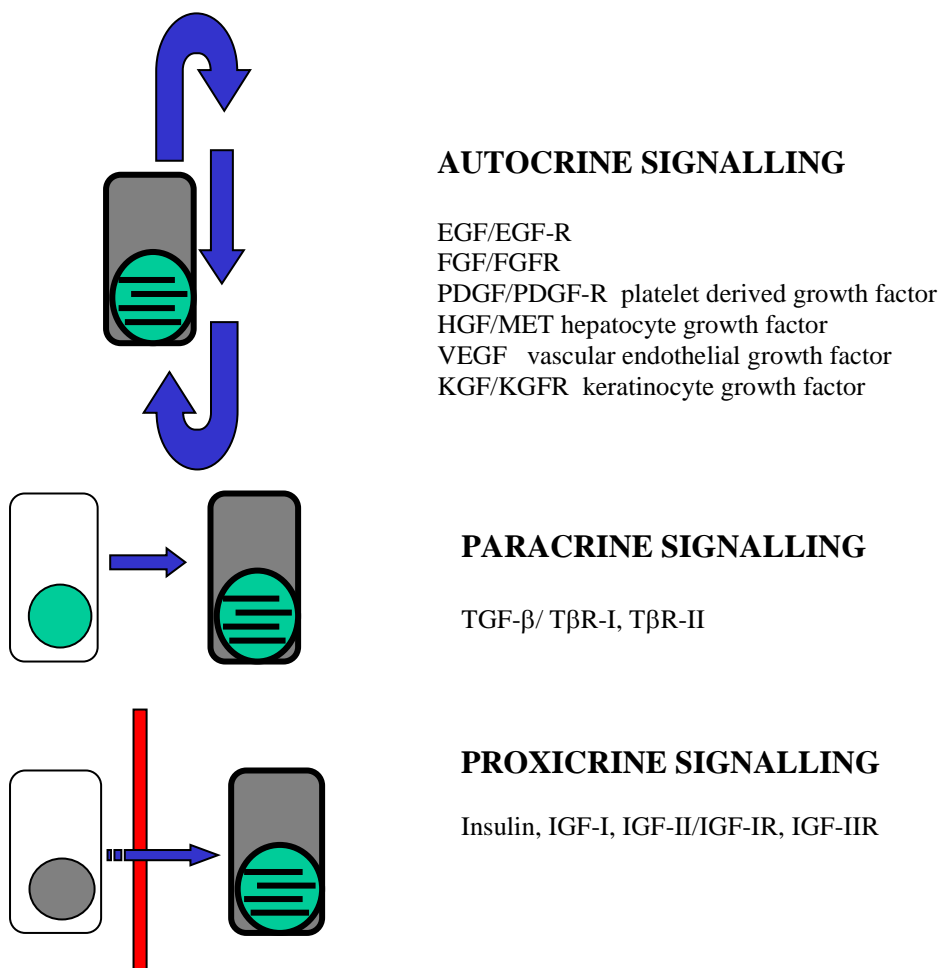 AUTOCRINE SIGNALLING
EGF/EGF-R
FGF/FGFR
PDGF/PDGF-R platelet derived growth factor
HGF/MET hepatocyte growth factor
VEGF vascular endothelial growth factor
KGF/KGFR keratinocyte growth factor
PARACRINE SIGNALLING
TGF-β/ TβR-I, TβR-II
PROXICRINE SIGNALLING
Insulin, IGF-I, IGF-II/IGF-IR, IGF-IIR